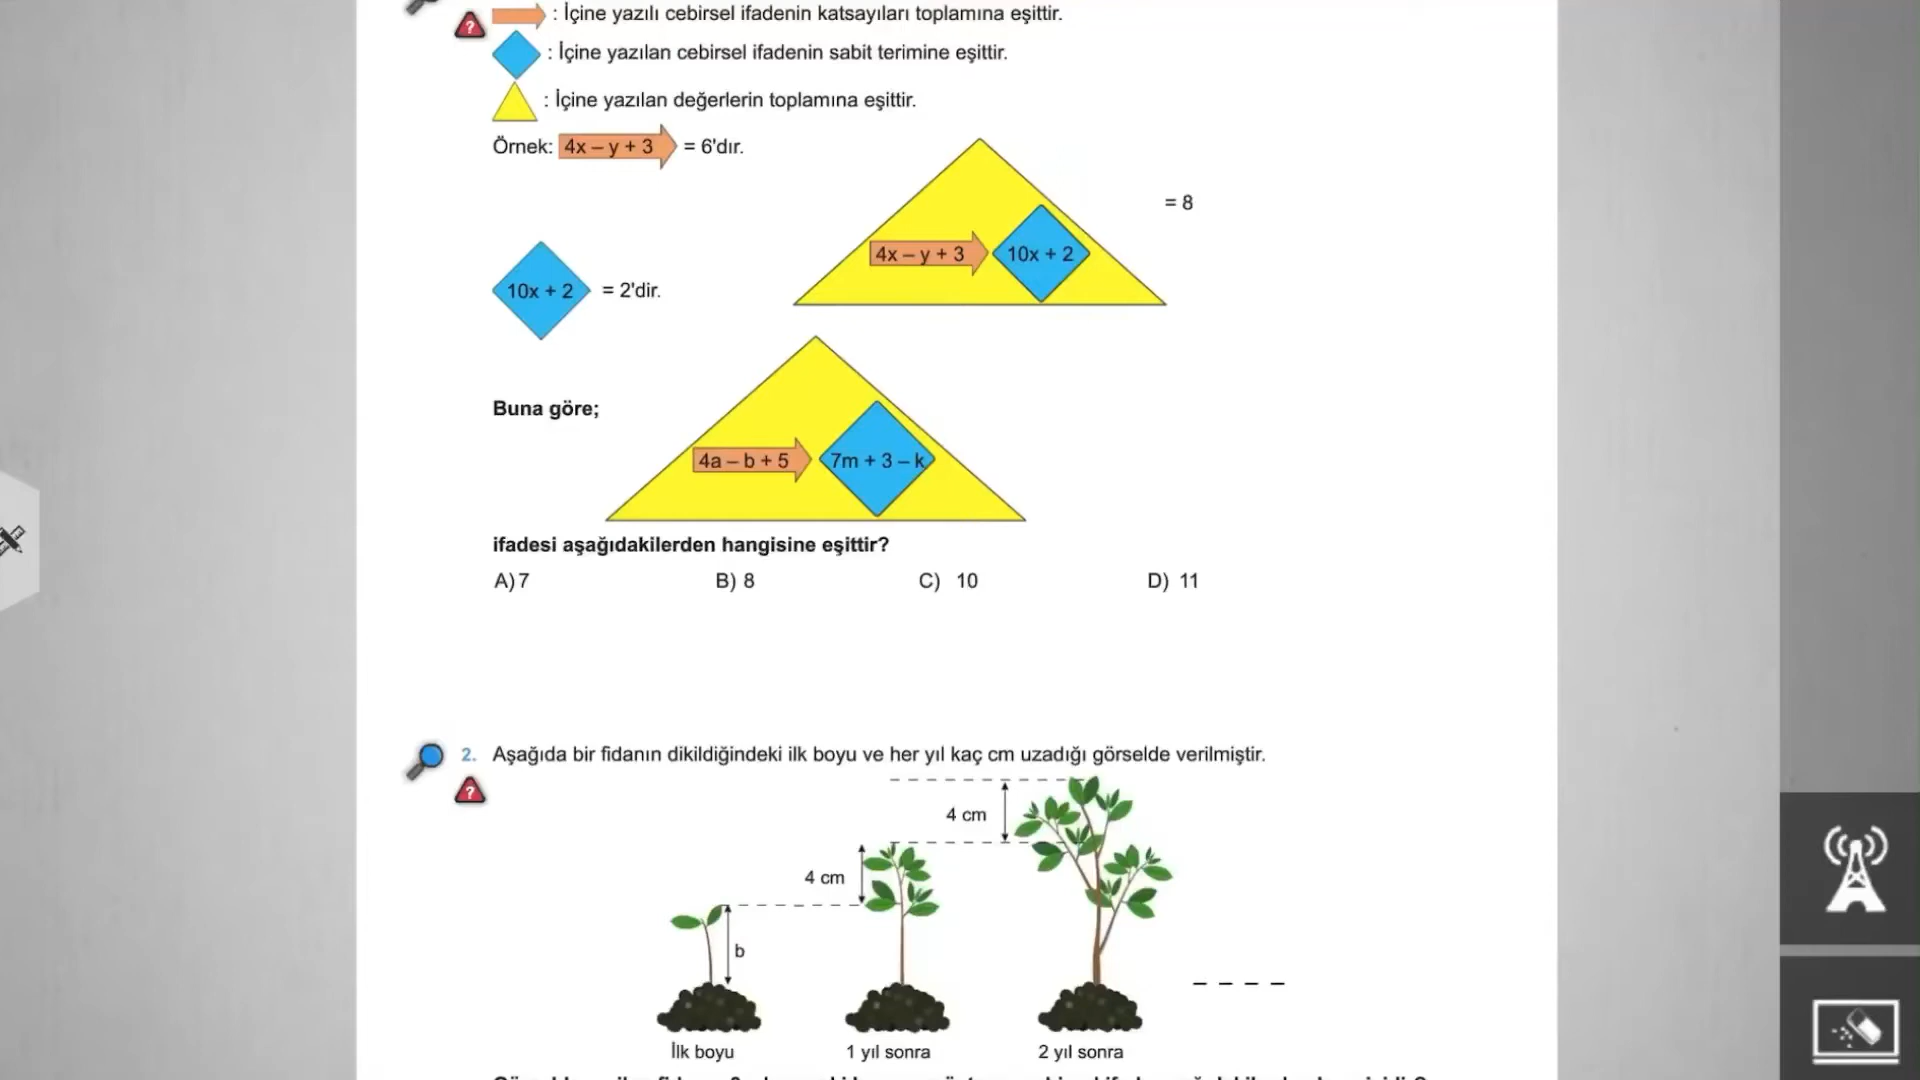 : İçine yazılı cebirsel ifadenin katsayıları toplamına eşittir.
: İçine yazılan cebirsel ifadenin sabit terimine eşittir.
: İçine yazılan değerlerin toplamına eşittir.
Örnek: 4x – y + 3 = 6'dır.
= 8
4x – y + 3 10x + 2
10x + 2 = 2'dir.
Buna göre;
4a – b + 5 7m + 3 – k
ifadesi aşağıdakilerden hangisine eşittir?
A) 7 B) 8 C) 10 D) 11
2. Aşağıda bir fidanın dikildiğindeki ilk boyu ve her yıl kaç cm uzadığı görselde verilmiştir.
4 cm
4 cm
b
İlk boyu 1 yıl sonra 2 yıl sonra